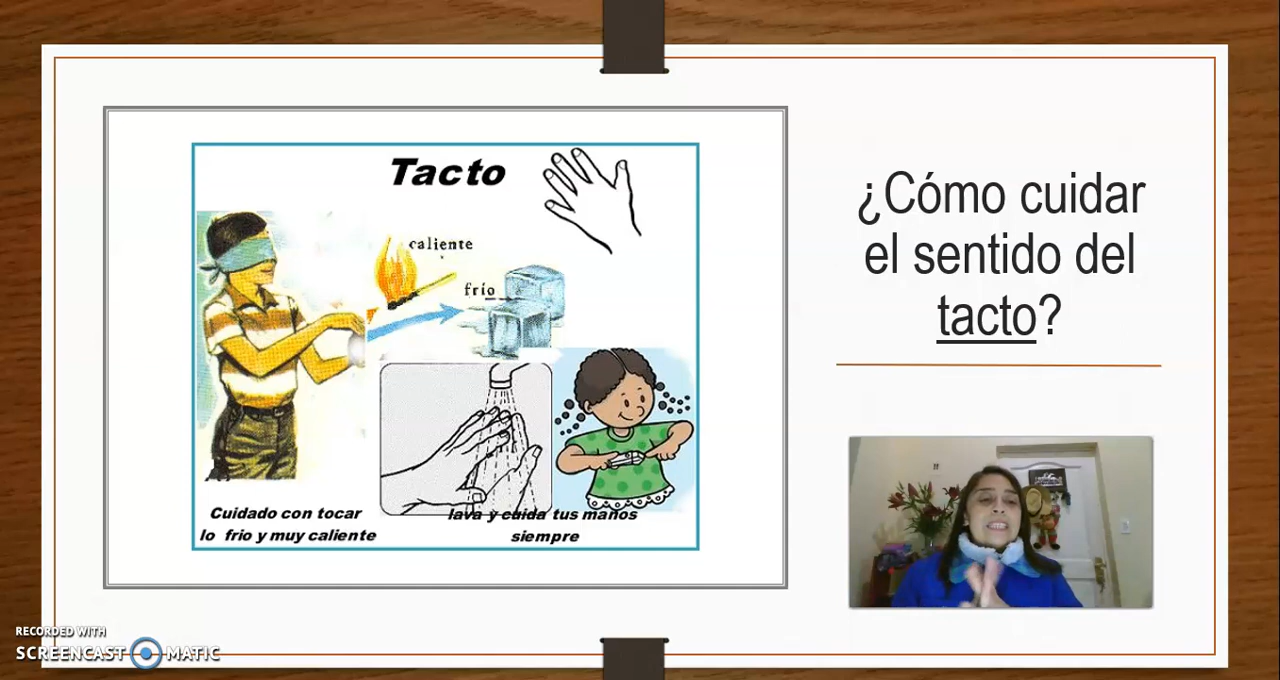 Tacto
caliente
frío
Cuidado con tocar
lo frio y muy caliente
lava y cuida tus manos
siempre
¿Cómo cuidar
el sentido del
tacto?
RECORDED WITH
SCREENCAST MATIC